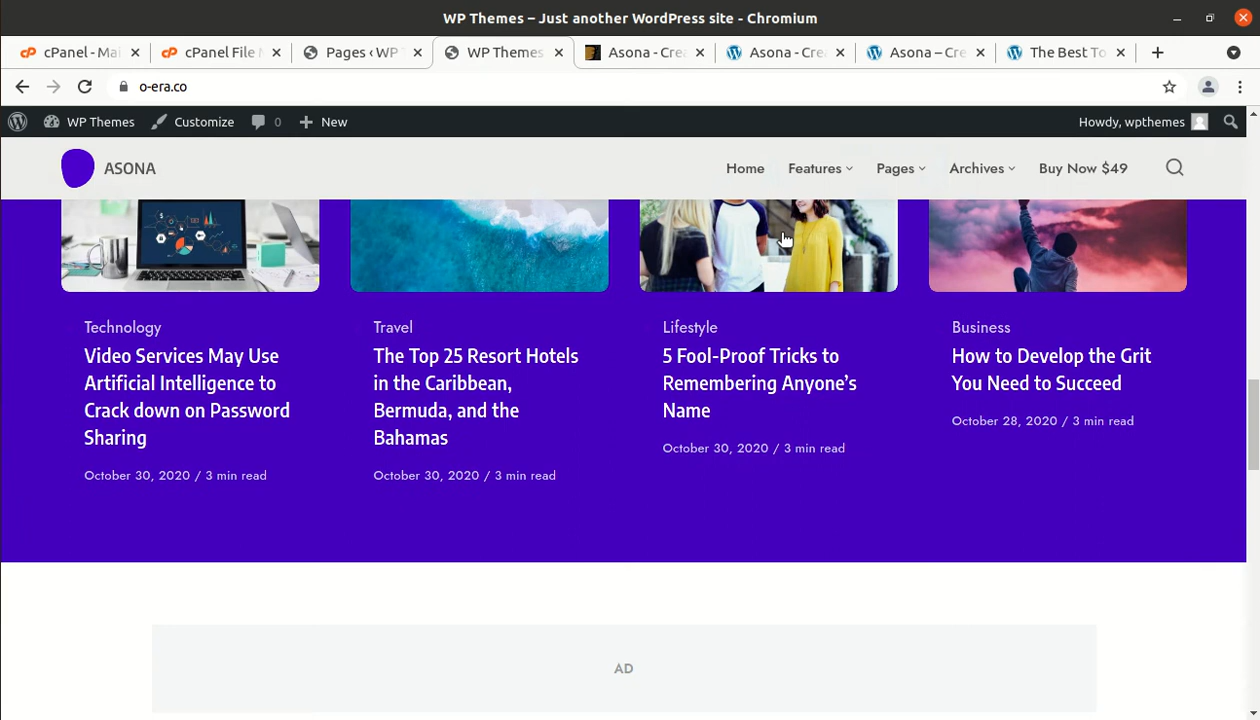 WP Themes – Just another WordPress site - Chromium
cPanel - Mai
cPanel File M
Pages ‹ WP T
WP Themes
Asona - Crea
Asona - Crea
Asona – Cre
The Best To
o-era.co
WP Themes
Customize
0
New
Howdy, wpthemes
ASONA
Home
Features
Pages
Archives
Buy Now $49
Technology
Video Services May Use
Artificial Intelligence to
Crack down on Password
Sharing
October 30, 2020 / 3 min read
Travel
The Top 25 Resort Hotels
in the Caribbean,
Bermuda, and the
Bahamas
October 30, 2020 / 3 min read
Lifestyle
5 Fool-Proof Tricks to
Remembering Anyone’s
Name
October 30, 2020 / 3 min read
Business
How to Develop the Grit
You Need to Succeed
October 28, 2020 / 3 min read
AD